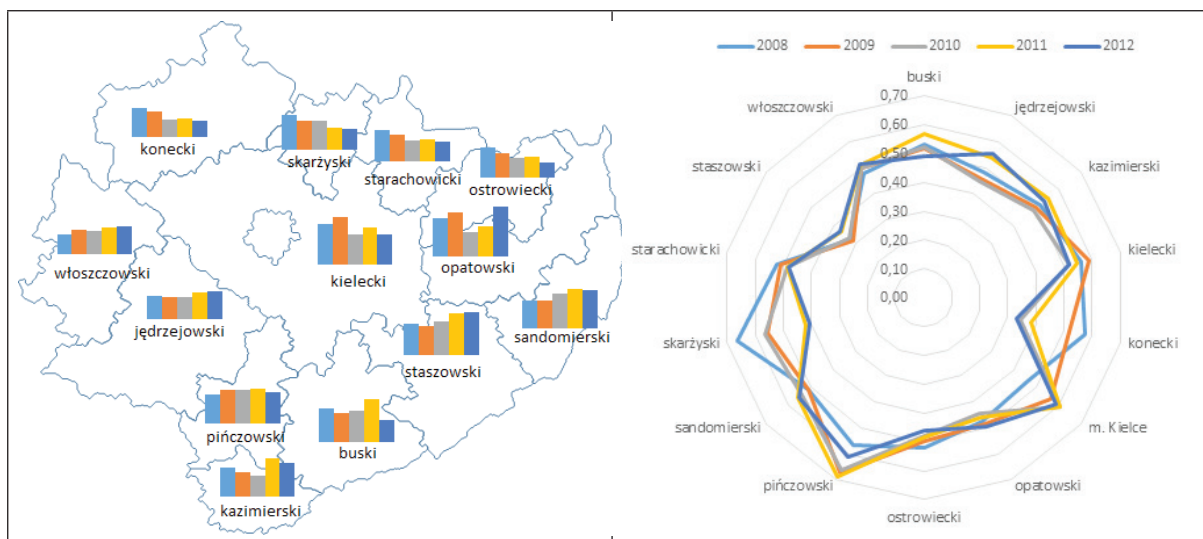 konecki
skarżyski
starachowicki
ostrowiecki
włoszczowski
kielecki
opatowski
jędrzejowski
sandomierski
staszowski
pińczowski
buski
kazimierski
2008 2009 2010 2011 2012
buski
0,70
0,60
0,50
0,40
0,30
0,20
0,10
0,00
jędrzejowski
kazimierski
kielecki
konecki
m. Kielce
opatowski
ostrowiecki
pińczowski
sandomierski
skarżyski
starachowicki
staszowski
włoszczowski